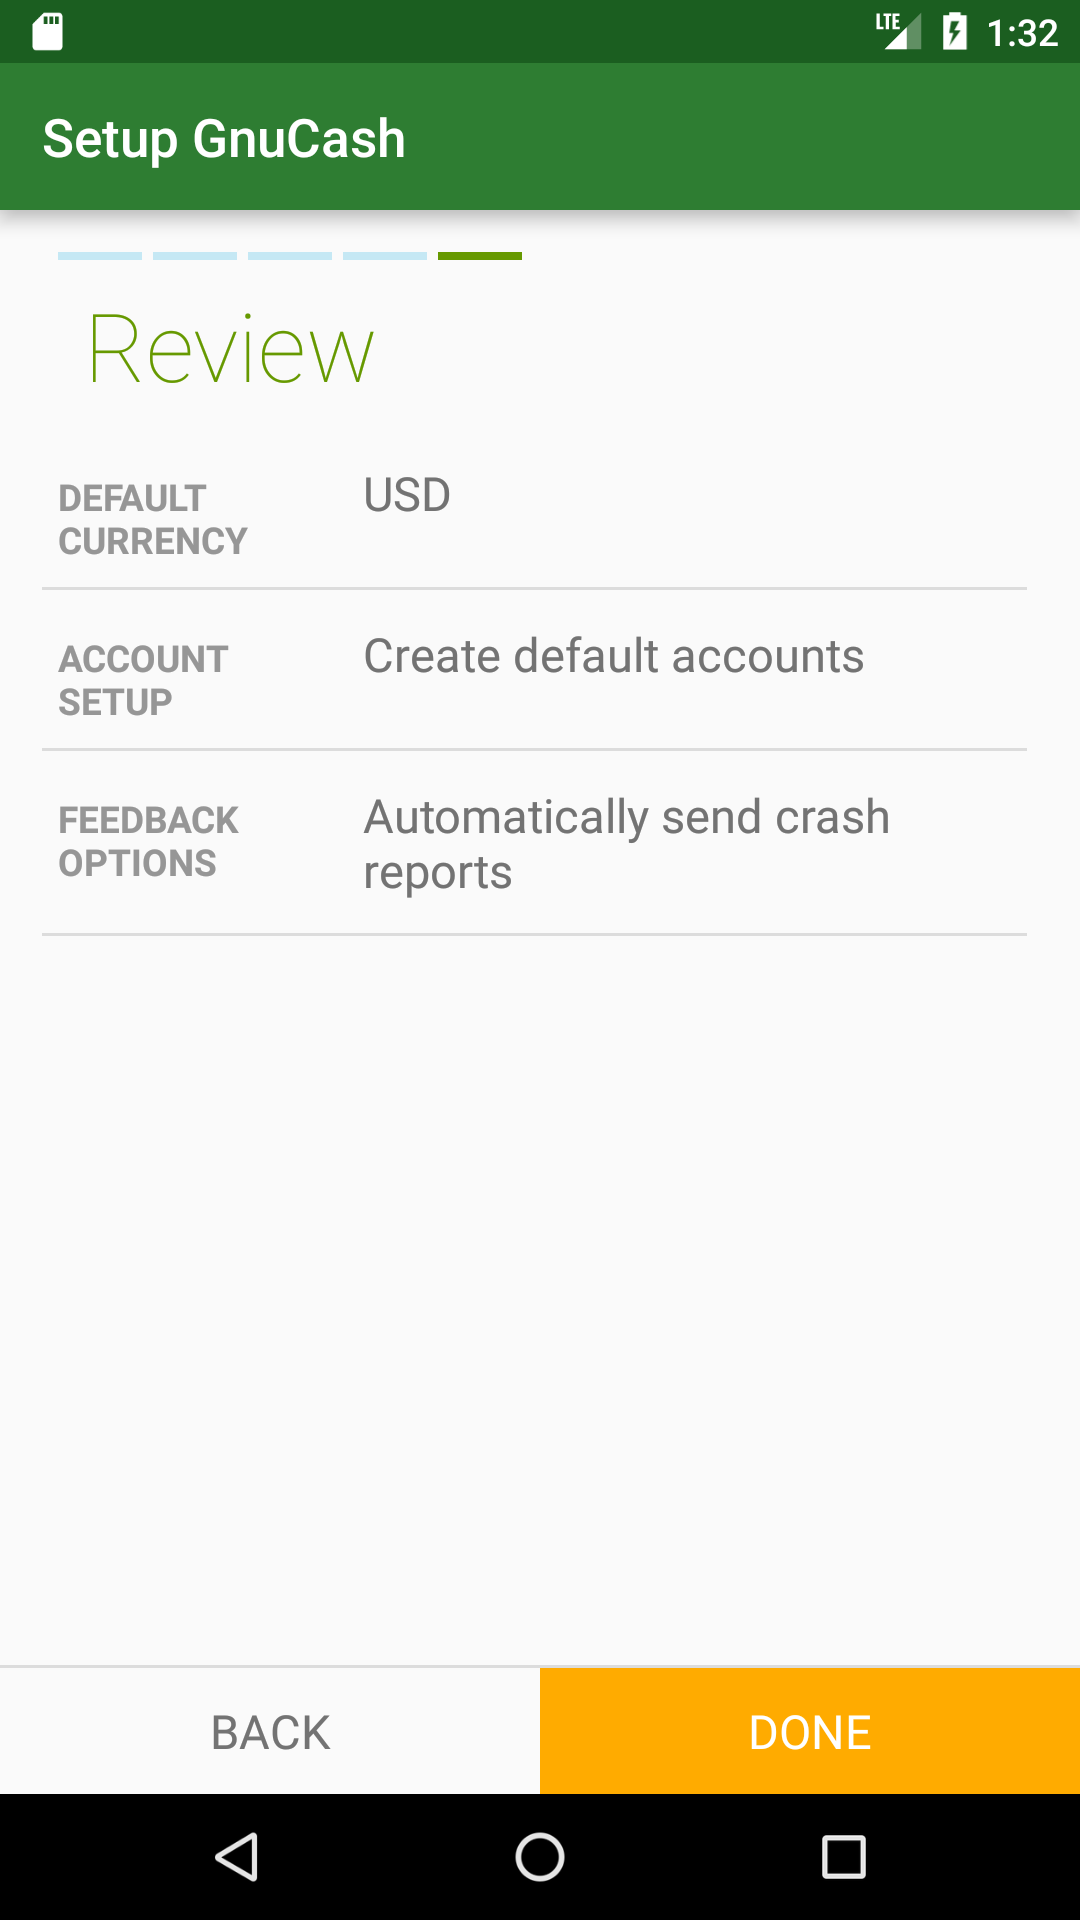 LTE 1:32
Setup GnuCash
Review
DEFAULT CURRENCY
USD
ACCOUNT SETUP
Create default accounts
FEEDBACK OPTIONS
Automatically send crash
reports
BACK DONE